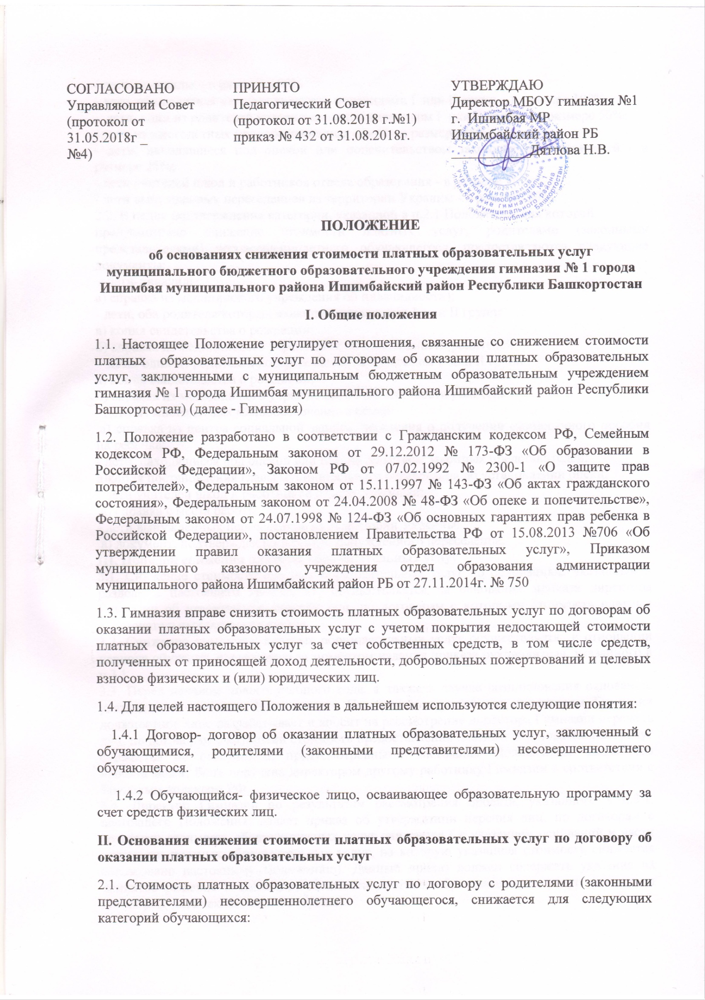 СОГЛАСОВАНО
Управляющий Совет
(протокол от
31.05.2018г _
№4)
ПРИНЯТО
Педагогический Совет
(протокол от 31.08.2018 г.№1)
приказ № 432 от 31.08.2018г.
УТВЕРЖДАЮ
Директор МБОУ гимназия №1
г. Ишимбая МР
Ишимбайский район РБ
____________Дятлова Н.В.
ПОЛОЖЕНИЕ
об основаниях снижения стоимости платных образовательных услуг
муниципального бюджетного образовательного учреждения гимназия № 1 города
Ишимбая муниципального района Ишимбайский район Республики Башкортостан
I. Общие положения
1.1. Настоящее Положение регулирует отношения, связанные со снижением стоимости
платных образовательных услуг по договорам об оказании платных образовательных
услуг, заключенными с муниципальным бюджетным образовательным учреждением
гимназия № 1 города Ишимбая муниципального района Ишимбайский район Республики
Башкортостан) (далее - Гимназия)
1.2. Положение разработано в соответствии с Гражданским кодексом РФ, Семейным
кодексом РФ, Федеральным законом от 29.12.2012 № 173-ФЗ «Об образовании в
Российской Федерации», Законом РФ от 07.02.1992 № 2300-1 «О защите прав
потребителей», Федеральным законом от 15.11.1997 № 143-ФЗ «Об актах гражданского
состояния», Федеральным законом от 24.04.2008 № 48-ФЗ «Об опеке и попечительстве»,
Федеральным законом от 24.07.1998 № 124-ФЗ «Об основных гарантиях прав ребенка в
Российской Федерации», постановлением Правительства РФ от 15.08.2013 №706 «Об
утверждении правил оказания платных образовательных услуг», Приказом
муниципального казенного учреждения отдел образования администрации
муниципального района Ишимбайский район РБ от 27.11.2014г. № 750
1.3. Гимназия вправе снизить стоимость платных образовательных услуг по договорам об
оказании платных образовательных услуг с учетом покрытия недостающей стоимости
платных образовательных услуг за счет собственных средств, в том числе средств,
полученных от приносящей доход деятельности, добровольных пожертвований и целевых
взносов физических и (или) юридических лиц.
1.4. Для целей настоящего Положения в дальнейшем используются следующие понятия:
1.4.1 Договор- договор об оказании платных образовательных услуг, заключенный с
обучающимися, родителями (законными представителями) несовершеннолетнего
обучающегося.
1.4.2 Обучающийся- физическое лицо, осваивающее образовательную программу за
счет средств физических лиц.
II. Основания снижения стоимости платных образовательных услуг по договору об
оказании платных образовательных услуг
2.1. Стоимость платных образовательных услуг по договору с родителями (законными
представителями) несовершеннолетнего обучающегося, снижается для следующих
категорий обучающихся: